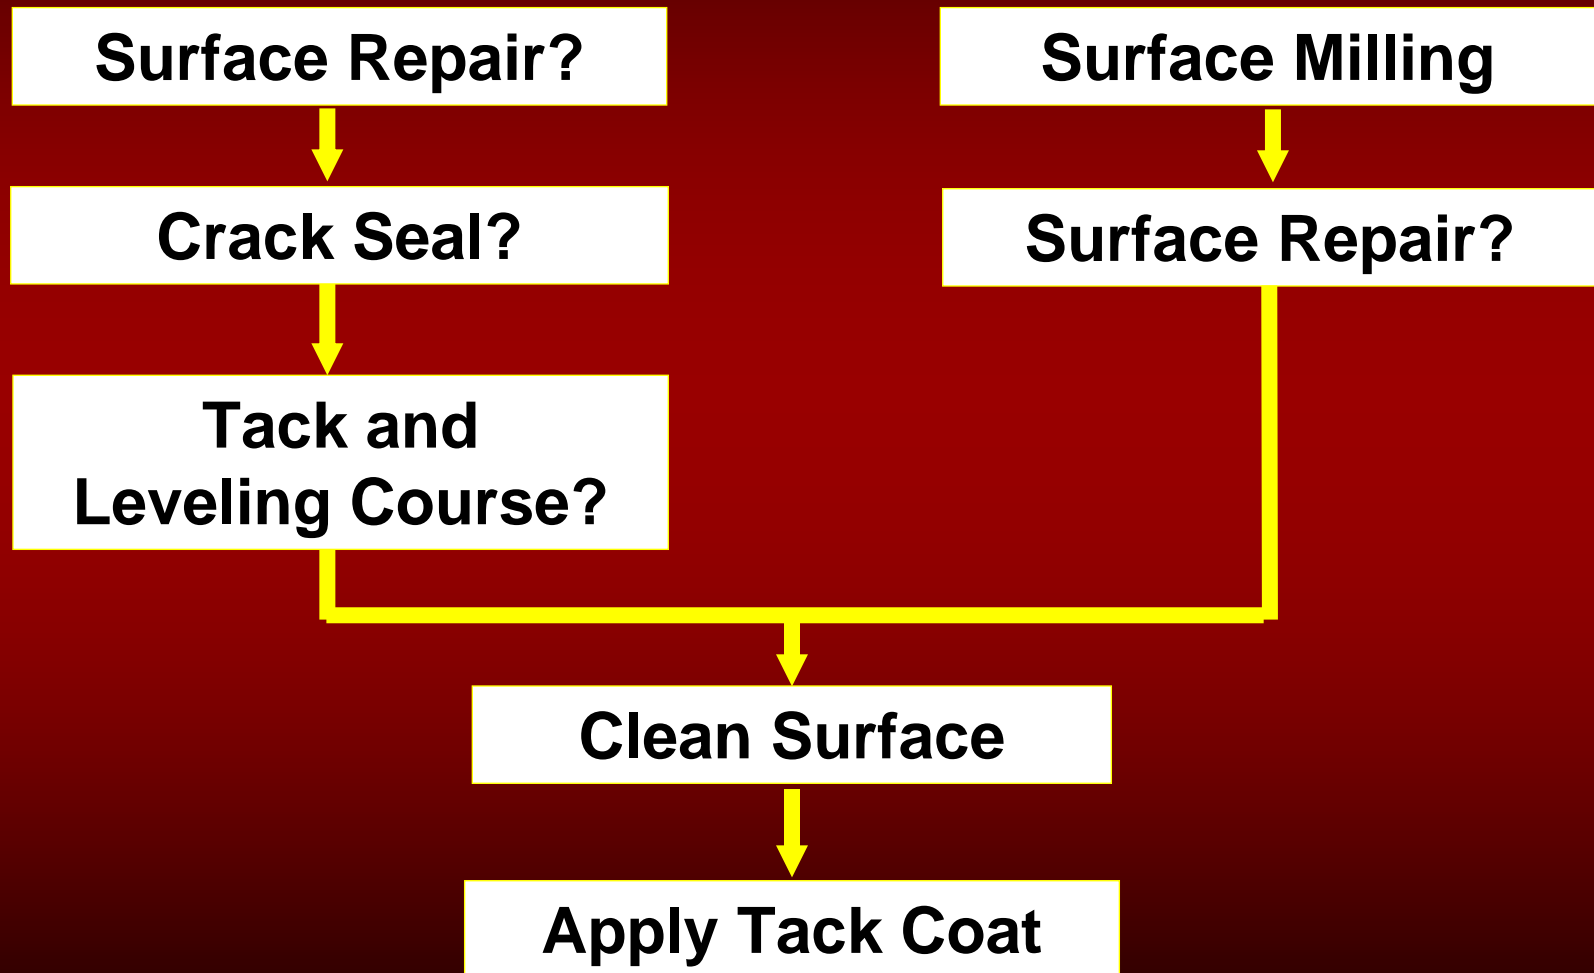 Surface Repair?
Surface Milling
Crack Seal?
Surface Repair?
Tack and
Leveling Course?
Clean Surface
Apply Tack Coat